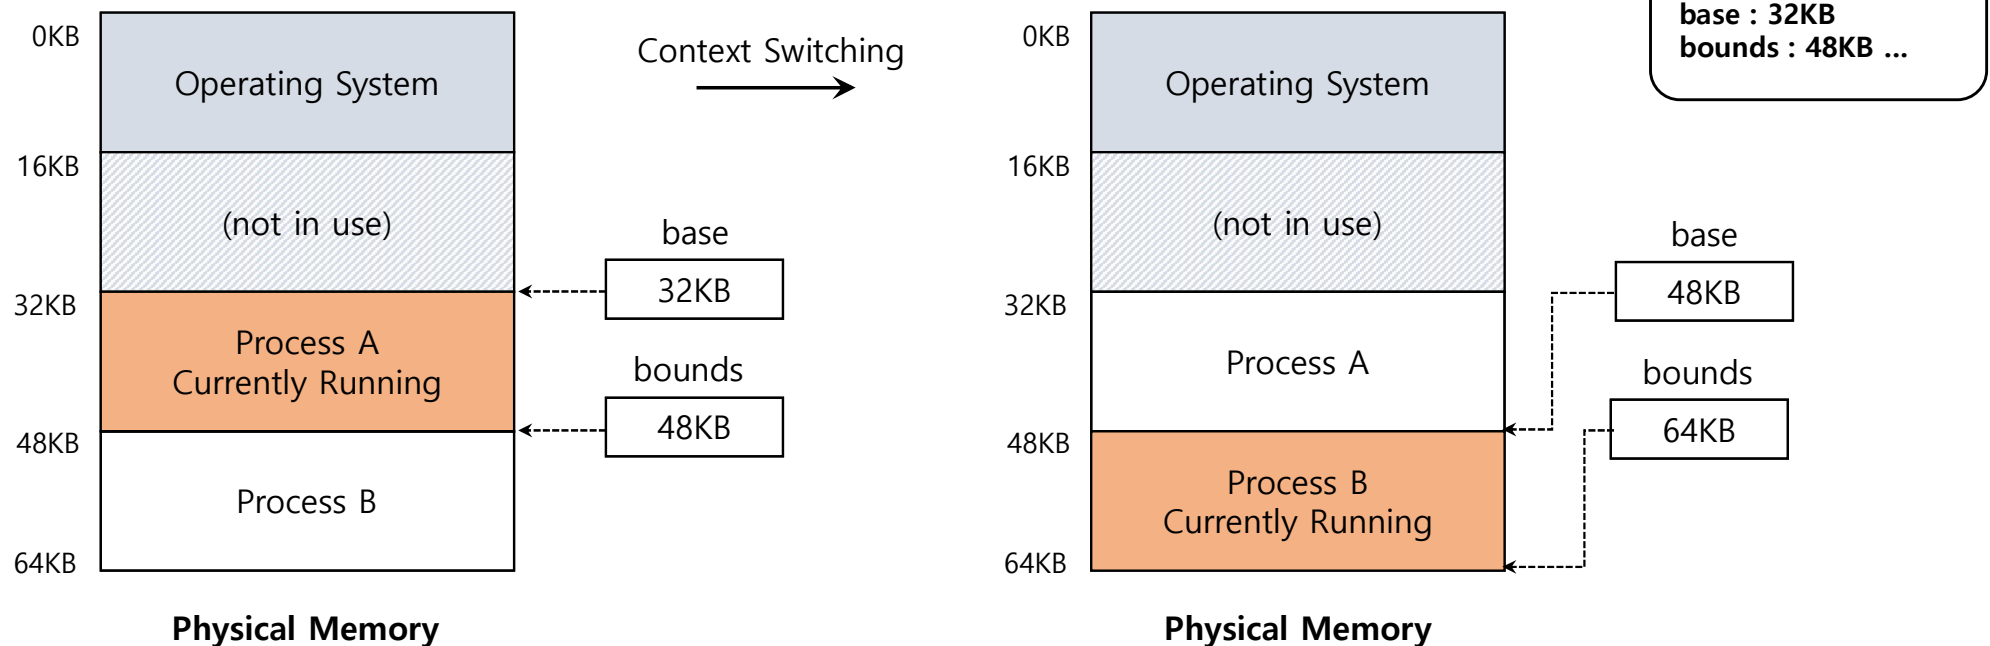 0KB
Operating System
16KB
(not in use)
32KB
Process A
Currently Running
48KB
Process B
64KB
Physical Memory
base
32KB
bounds
48KB
Context Switching
0KB
Operating System
16KB
(not in use)
32KB
Process A
48KB
Process B
Currently Running
64KB
Physical Memory
base
48KB
bounds
64KB
base : 32KB
bounds : 48KB ...